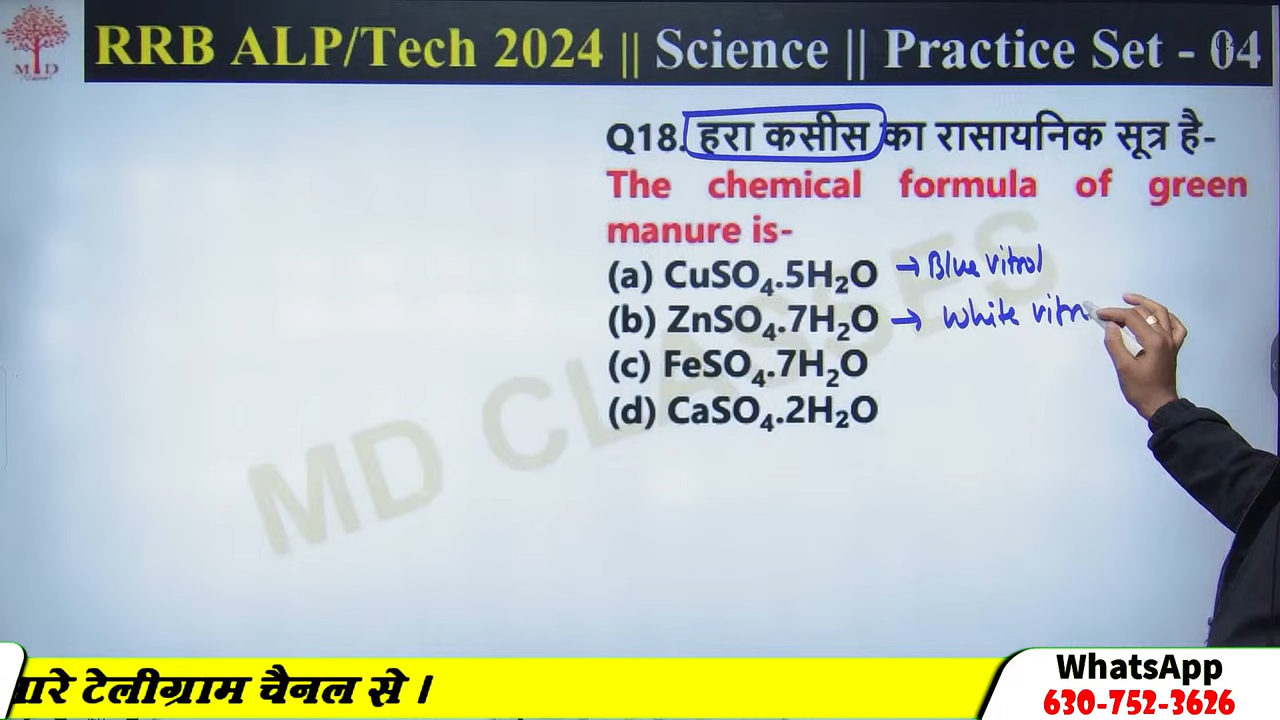 RRB ALP/Tech 2024 || Science || Practice Set - 04
MD
Q18. हरा कसीस का रासायनिक सूत्र है-
The chemical formula of green
manure is-
(a) CuSO₄.5H₂O → Blue vitrol
(b) ZnSO₄.7H₂O → White
(c) FeSO₄.7H₂O
(d) CaSO₄.2H₂O
MD CLASSES
टेलीग्राम चैनल से ।
WhatsApp
630-752-3626